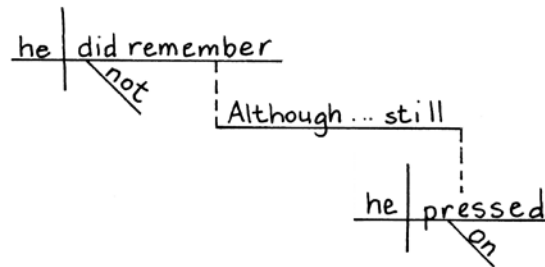 he did remember
not
Although ... still
he pressed
on